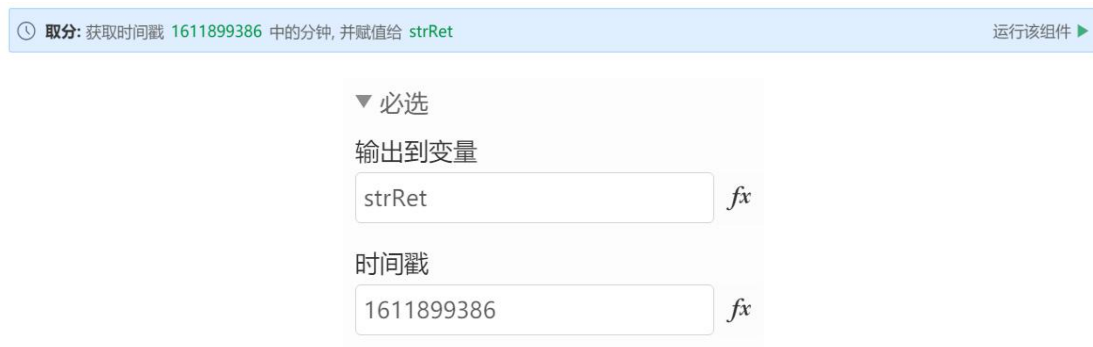 取分: 获取时间戳 1611899386 中的分钟, 并赋值给 strRet 运行该组件
必选
输出到变量
strRet fx
时间戳
1611899386 fx